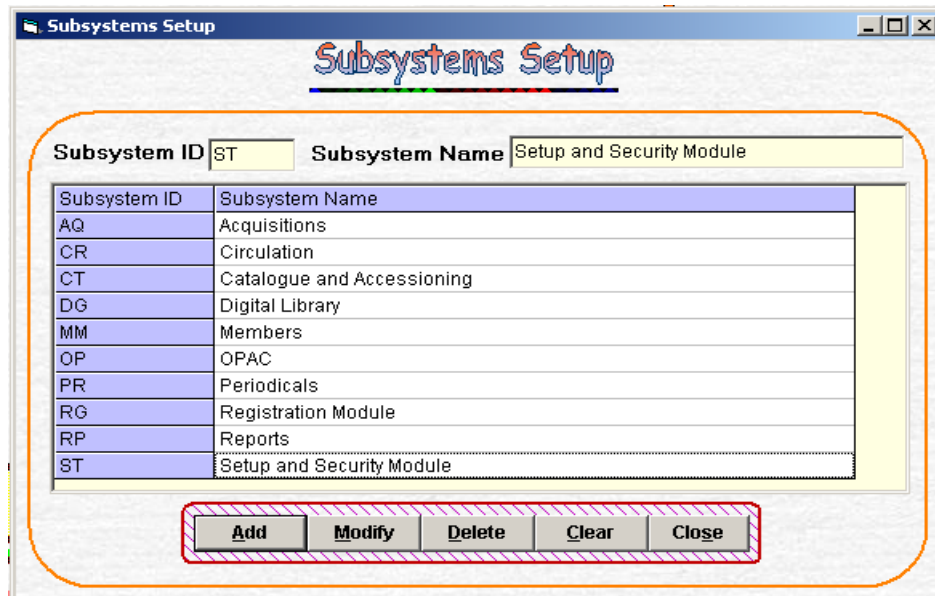 Subsystems Setup
Subsystems Setup
Subsystem ID ST Subsystem Name Setup and Security Module
Subsystem ID Subsystem Name
AQ Acquisitions
CR Circulation
CT Catalogue and Accessioning
DG Digital Library
MM Members
OP OPAC
PR Periodicals
RG Registration Module
RP Reports
ST Setup and Security Module
Add Modify Delete Clear Close